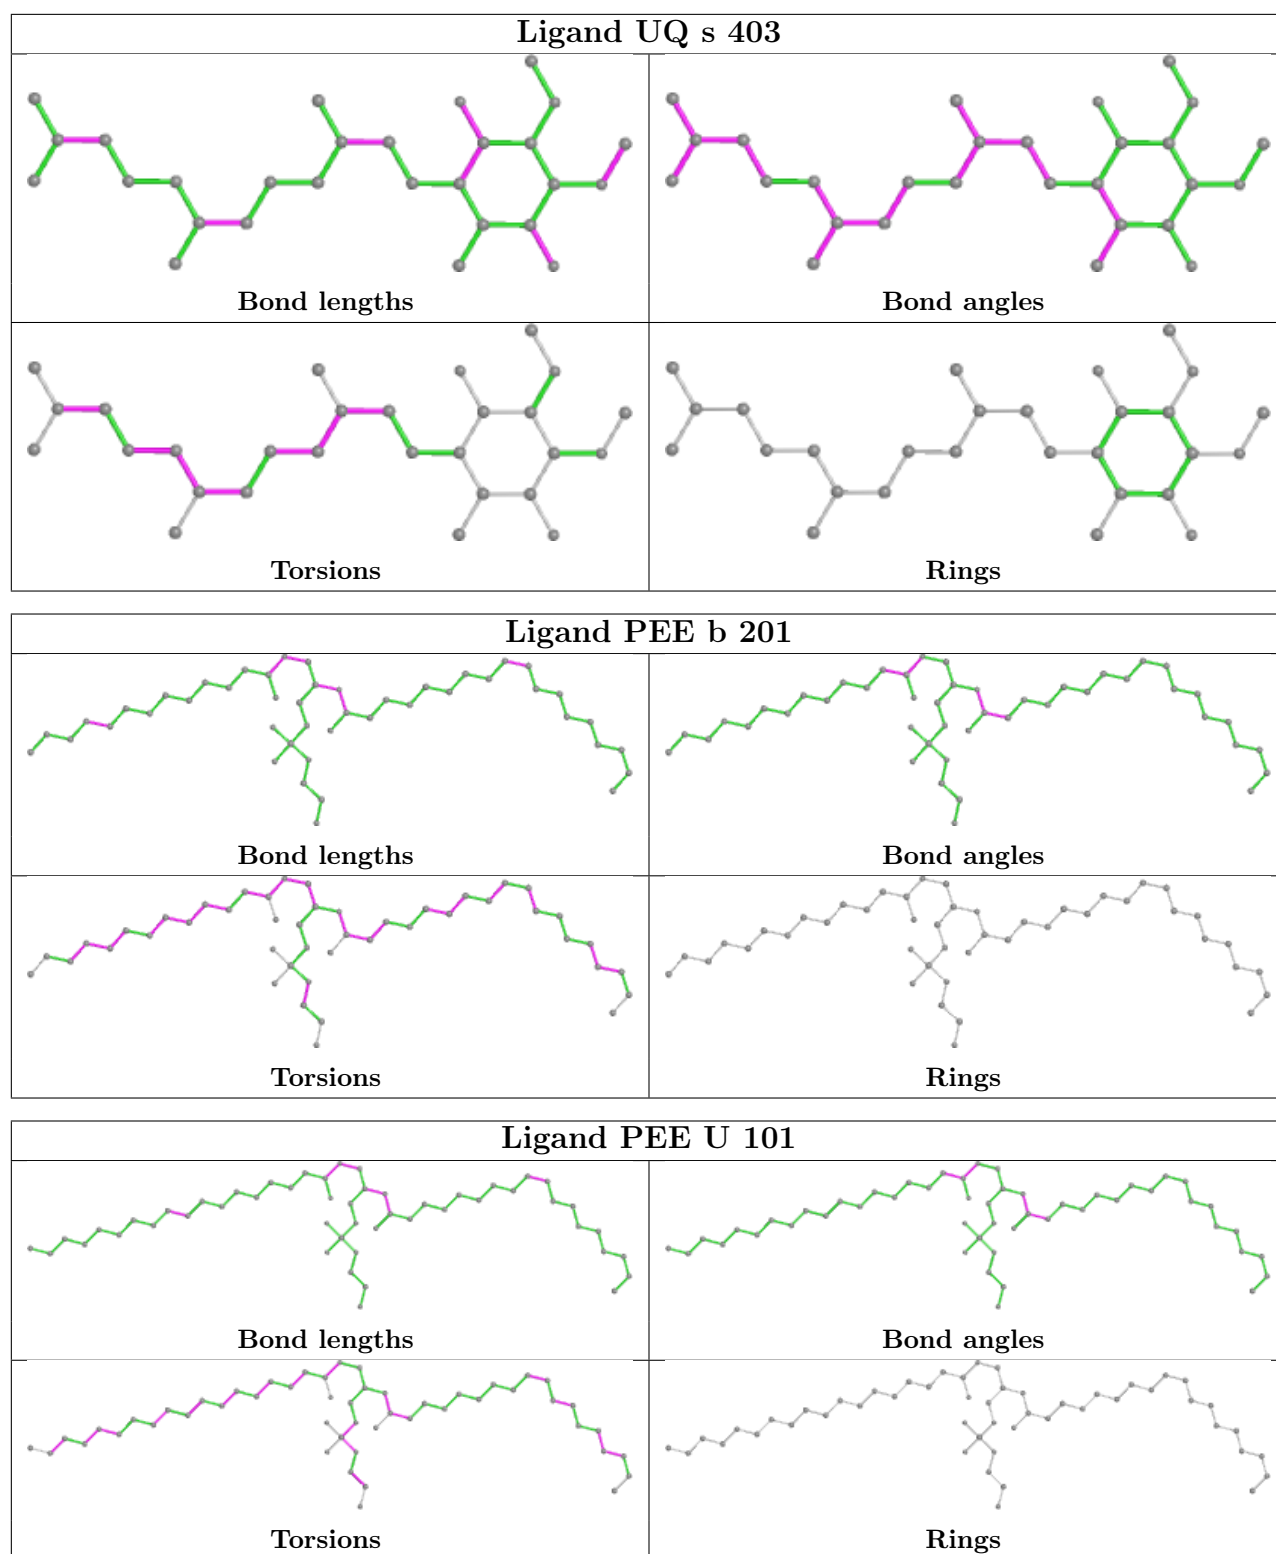 Ligand UQ s 403
Bond lengths
Bond angles
Torsions
Rings
Ligand PEE b 201
Bond lengths
Bond angles
Torsions
Rings
Ligand PEE U 101
Bond lengths
Bond angles
Torsions
Rings